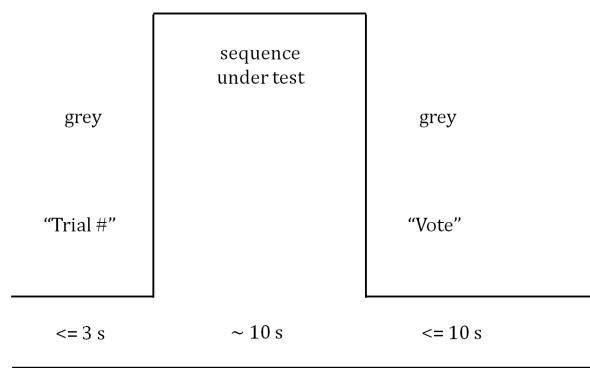 sequence
under test
grey
grey
“Trial #”
“Vote”
<= 3 s
~ 10 s
<= 10 s